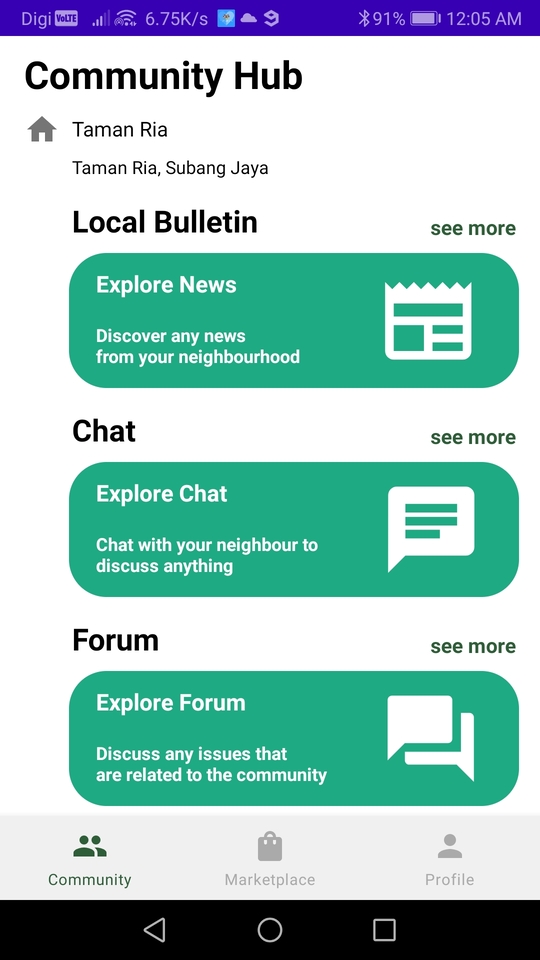 Digi VoLTE 6.75K/s 91% 12:05 AM
Community Hub
Taman Ria
Taman Ria, Subang Jaya
Local Bulletin
see more
Explore News
Discover any news
from your neighbourhood
Chat
see more
Explore Chat
Chat with your neighbour to
discuss anything
Forum
see more
Explore Forum
Discuss any issues that
are related to the community
Community Marketplace Profile